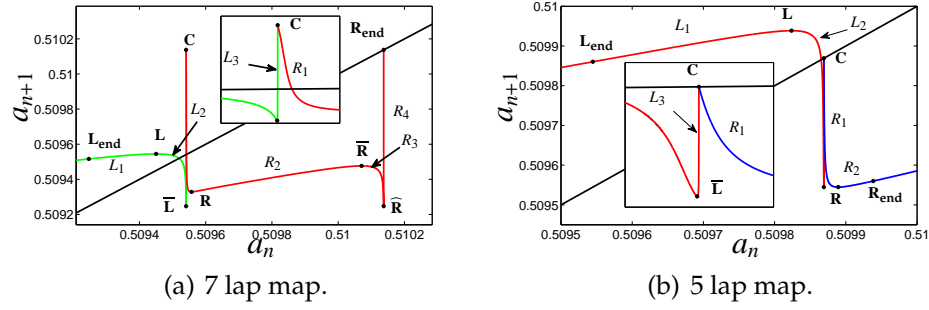 0.5102
0.51
0.5098
0.5096
0.5094
0.5092
a_{n+1}
0.5094 0.5096 0.5098 0.51 0.5102
a_n
L_end
L_1
L
L_2
L̅
C
R
L_3
R_1
R_2
R̅
R_end
R_4
R_3
R̂
(a) 7 lap map.
0.51
0.5099
0.5098
0.5097
0.5096
0.5095
a_{n+1}
0.5095 0.5096 0.5097 0.5098 0.5099 0.51
a_n
L_end
L_1
L
L_2
C
C
L_3
R_1
L̅
R_1
R_2
R
R_end
(b) 5 lap map.